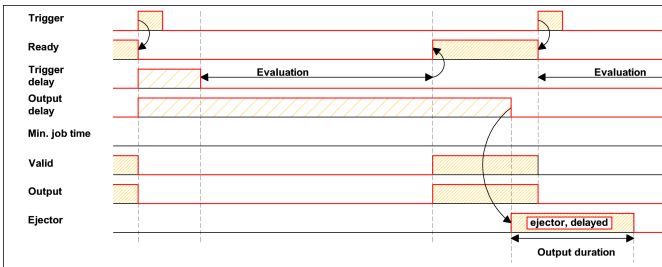 Trigger
Ready
Trigger
delay
Evaluation
Evaluation
Output
delay
Min. job time
Valid
Output
Ejector
ejector, delayed
Output duration